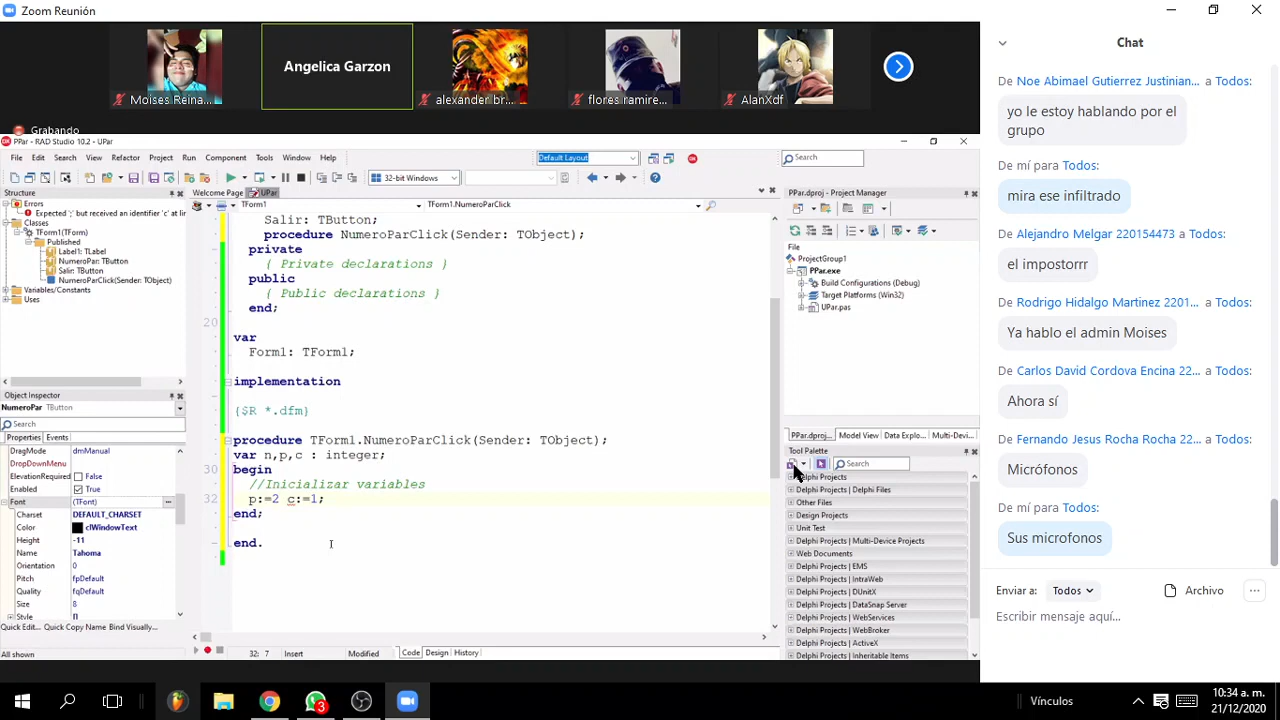 Zoom Reunión
Moises Reina...
Angelica Garzon
alexander br...
flores ramire...
AlanXdf
Grabando
PPar - RAD Studio 10.2 - UPar
File Edit Search View Refactor Project Run Component Tools Window Help
Default Layout
Search
32-bit Windows
Structure
Errors
Expected ';' but received an identifier 'c' at lir
Classes
TForm1(TForm)
Published
Label1: TLabel
NumeroPar: TButton
Salir: TButton
NumeroParClick(Sender: TObject)
Variables/Constants
Uses
Object Inspector
NumeroPar TButton
Search
Properties Events
DragMode dmManual
DropDownMenu
ElevationRequired False
Enabled True
Font (TFont)
Charset DEFAULT_CHARSET
Color clWindowText
Height -11
Name Tahoma
Orientation 0
Pitch fpDefault
Quality fqDefault
Size 8
Style []
Quick Edit... Quick Copy Name Bind Visually...
All shown
Welcome Page UPar
TForm1 TForm1.NumeroParClick
Salir: TButton;
procedure NumeroParClick(Sender: TObject);
private
{ Private declarations }
public
{ Public declarations }
end;
20
var
Form1: TForm1;
implementation
{$R *.dfm}
procedure TForm1.NumeroParClick(Sender: TObject);
var n,p,c : integer;
30 begin
//Inicializar variables
32 p:=2 c:=1;
end;
end.
32: 7 Insert Modified Code Design History
PPar.dproj - Project Manager
File
ProjectGroup1
PPar.exe
Build Configurations (Debug)
Target Platforms (Win32)
UPar.pas
PPar.dproj... Model View Data Explo... Multi-Devi...
Tool Palette
Search
Delphi Projects
Delphi Projects | Delphi Files
Other Files
Design Projects
Unit Test
Delphi Projects | Multi-Device Projects
Web Documents
Delphi Projects | EMS
Delphi Projects | IntraWeb
Delphi Projects | DUnitX
Delphi Projects | DataSnap Server
Delphi Projects | WebServices
Delphi Projects | WebBroker
Delphi Projects | ActiveX
Delphi Projects | Inheritable Items
Chat
De Noe Abimael Gutierrez Justinian... a Todos:
yo le estoy hablando por el
grupo
De mí para Todos:
mira ese infiltrado
De Alejandro Melgar 220154473 a Todos:
el impostorrr
De Rodrigo Hidalgo Martinez 2201... a Todos:
Ya hablo el admin Moises
De Carlos David Cordova Encina 22... a Todos:
Ahora sí
De Fernando Jesus Rocha Rocha 22... a Todos:
Micrófonos
De mí para Todos:
Sus microfonos
Enviar a: Todos Archivo
Escribir mensaje aquí...
3
Vínculos
10:34 a. m.
21/12/2020